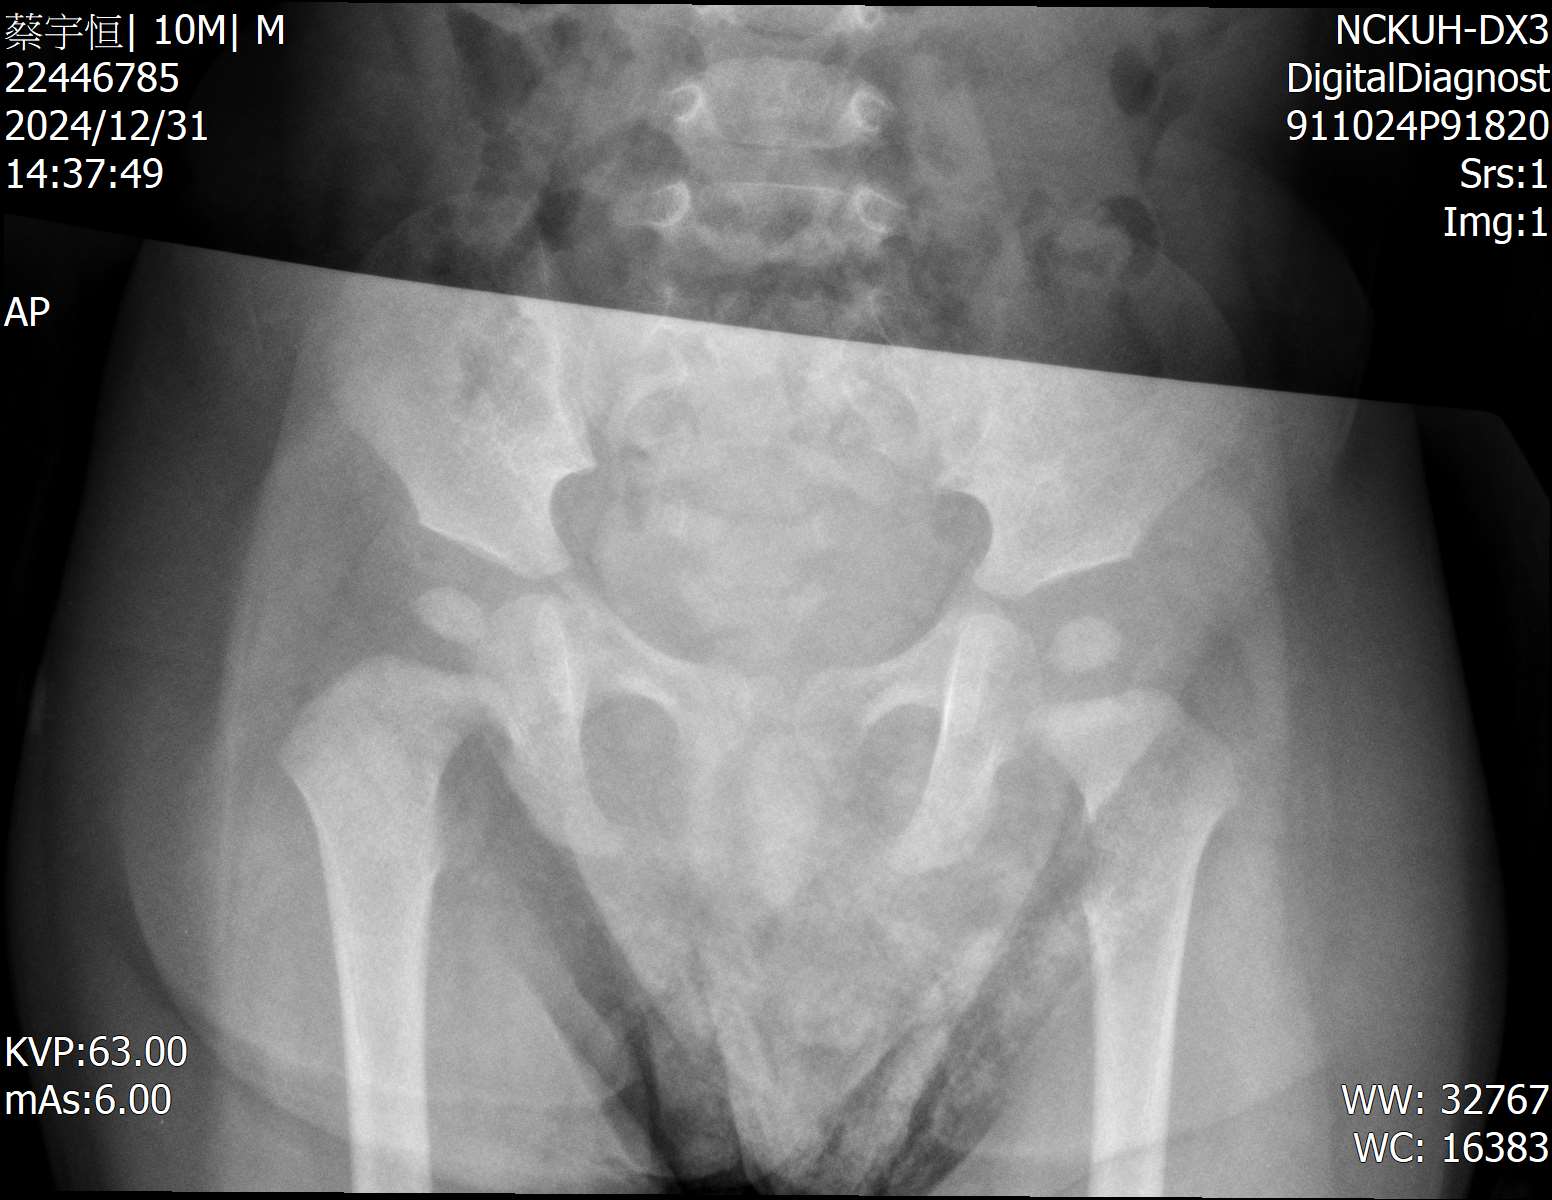 蔡宇恒| 10M| M
22446785
2024/12/31
14:37:49
AP
NCKUH-DX3
DigitalDiagnost
911024P91820
Srs:1
Img:1
KVP:63.00
mAs:6.00
WW: 32767
WC: 16383